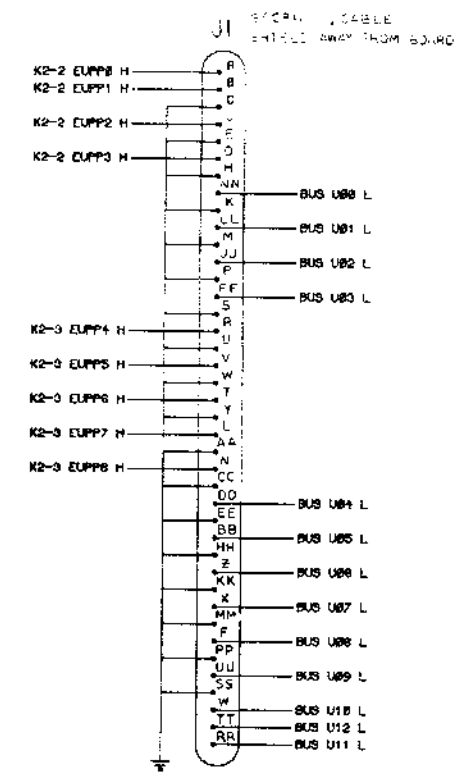 J1
CABLE
SHIELD AWAY FROM BOARD
A
K2-2 EUPP0 H
B
K2-2 EUPP1 H
C
K2-2 EUPP2 H
E
D
K2-2 EUPP3 H
H
NN
BUS U00 L
K
LL
BUS U01 L
M
JJ
BUS U02 L
P
FF
BUS U03 L
S
R
K2-3 EUPP4 H
U
V
K2-3 EUPP5 H
W
T
K2-3 EUPP6 H
Y
L
K2-3 EUPP7 H
AA
N
K2-3 EUPP8 H
CC
DD
BUS U04 L
EE
BB
BUS U05 L
HH
Z
BUS U06 L
KK
X
BUS U07 L
MM
F
BUS U08 L
PP
UU
BUS U09 L
SS
W
BUS U10 L
TT
BUS U12 L
RR
BUS U11 L